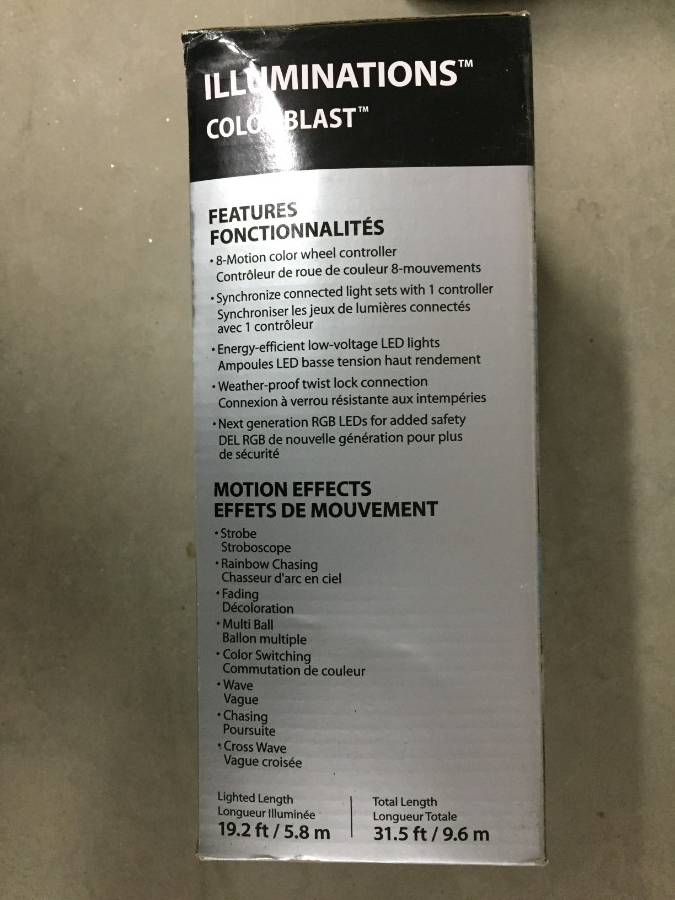 ILLUMINATIONS™
COLOR BLAST™
FEATURES
FONCTIONNALITÉS
• 8-Motion color wheel controller
Contrôleur de roue de couleur 8-mouvements
• Synchronize connected light sets with 1 controller
Synchroniser les jeux de lumières connectés
avec 1 contrôleur
• Energy-efficient low-voltage LED lights
Ampoules LED basse tension haut rendement
• Weather-proof twist lock connection
Connexion à verrou résistante aux intempéries
• Next generation RGB LEDs for added safety
DEL RGB de nouvelle génération pour plus
de sécurité
MOTION EFFECTS
EFFETS DE MOUVEMENT
• Strobe
Stroboscope
• Rainbow Chasing
Chasseur d'arc en ciel
• Fading
Décoloration
• Multi Ball
Ballon multiple
• Color Switching
Commutation de couleur
• Wave
Vague
• Chasing
Poursuite
• Cross Wave
Vague croisée
Lighted Length
Longueur Illuminée
19.2 ft / 5.8 m
Total Length
Longueur Totale
31.5 ft / 9.6 m